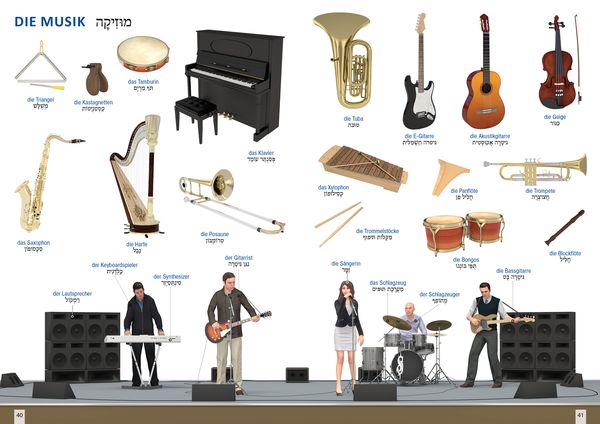 DIE MUSIK מוּזִיקָה
die Triangel
מְשֻׁלָּשׁ
die Kastagnetten
קַסְטַנְיֶטוֹת
das Tamburin
תֹּף מִרְיָם
das Klavier
פְּסַנְתֵּר עוֹמֵד
die Tuba
טוּבָּה
die E-Gitarre
גִּיטָרָה חַשְׁמַלִּית
die Akustikgitarre
גִּיטָרָה אָקוּסְטִית
die Geige
כִּנּוֹר
das Saxophon
סַקְסוֹפוֹן
die Harfe
נֵבֶל
die Posaune
טְרוֹמְבּוֹן
das Xylophon
קְסִילוֹפוֹן
die Trommelstöcke
מַקְלוֹת תִּיפּוּף
die Panflöte
חֲלִיל פָּן
die Trompete
חֲצוֹצְרָה
die Bongos
תֻּפֵּי בּוֹנְגוֹ
die Blockflöte
חָלִיל
der Lautsprecher
רַמְקוֹל
der Keyboardspieler
קְלִידָנִית
der Synthesizer
סִינְתִּסַיְזֶר
der Gitarrist
נַגַּן גִּיטָרָה
die Sängerin
זַמָּר
das Schlagzeug
מַעֲרֶכֶת תֻּפִּים
der Schlagzeuger
מְתוֹפֵף
die Bassgitarre
גִּיטָרַת בַּס
40
41